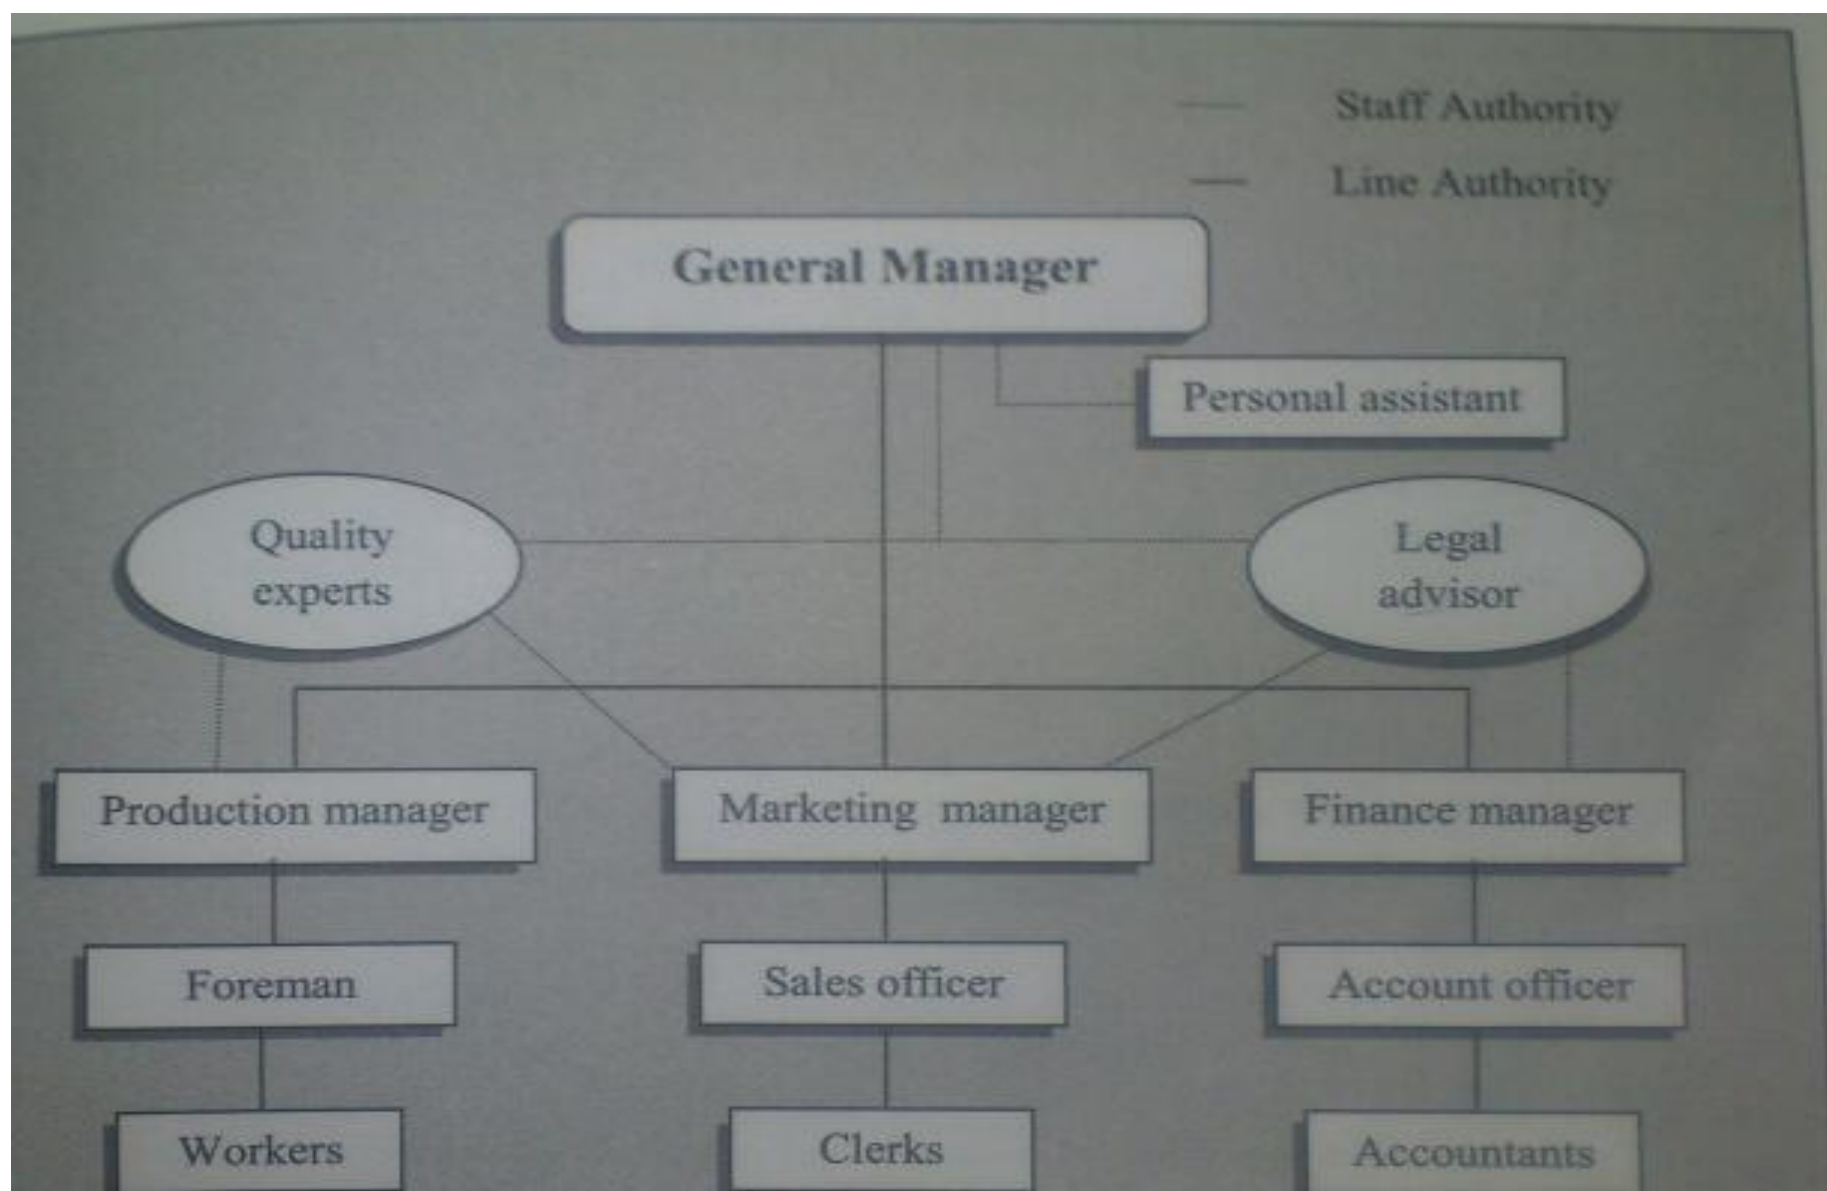 Staff Authority
Line Authority
General Manager
Personal assistant
Quality
experts
Legal
advisor
Production manager
Marketing manager
Finance manager
Foreman
Sales officer
Account officer
Workers
Clerks
Accountants